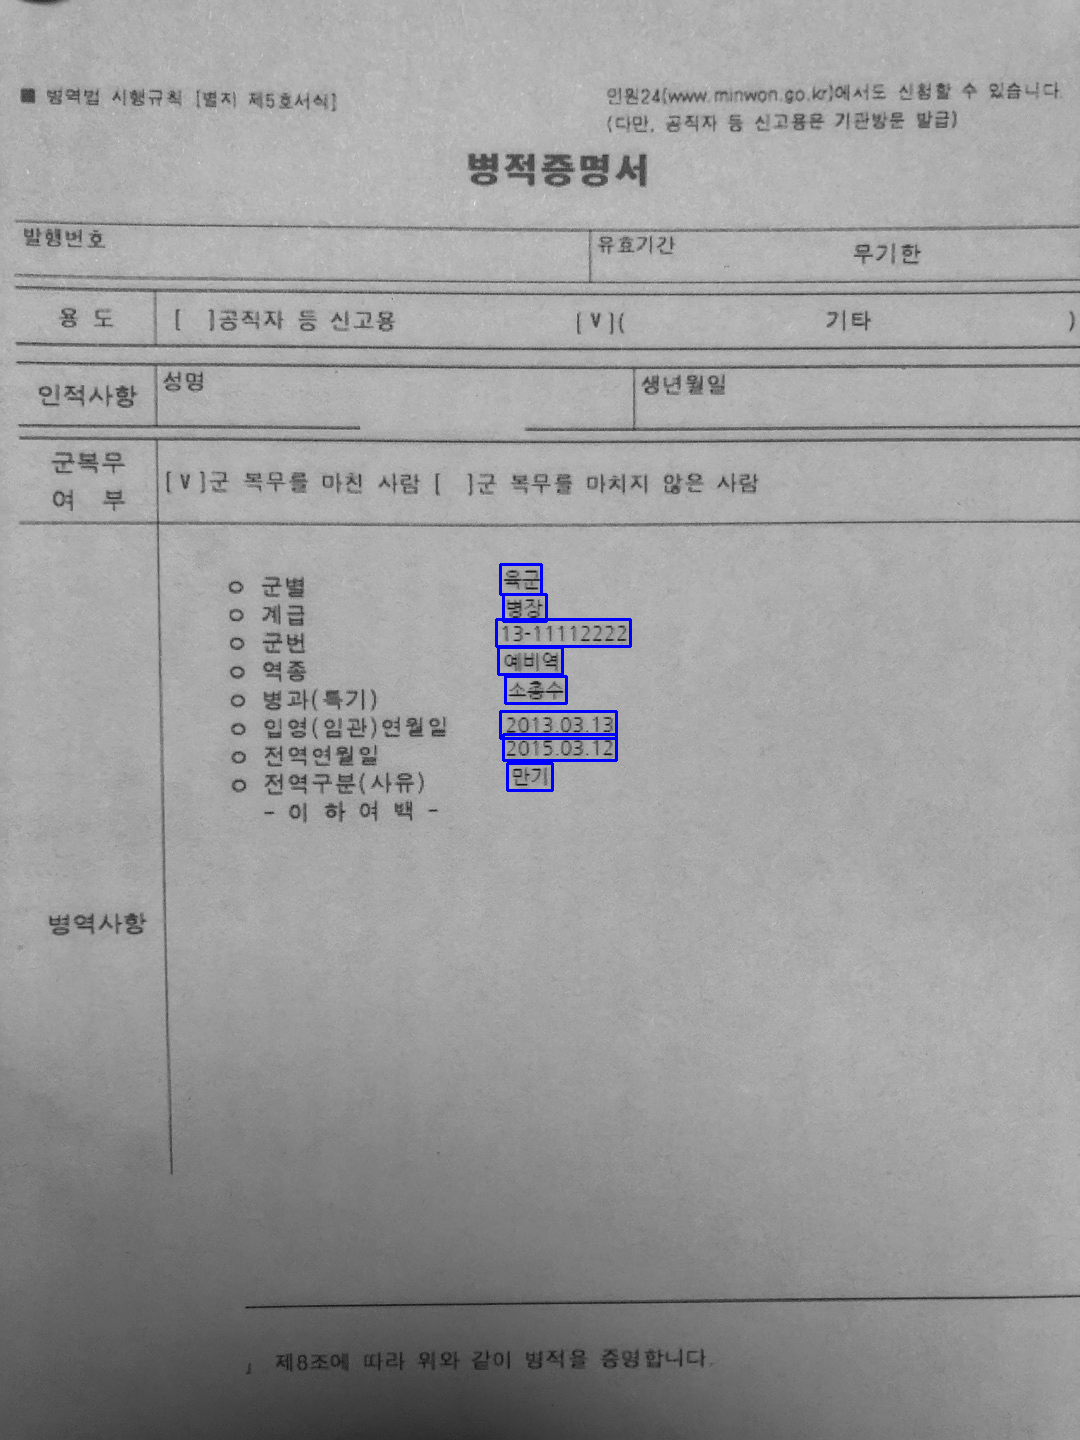 ■ 병역법 시행규칙 [별지 제5호서식]
민원24(www.minwon.go.kr)에서도 신청할 수 있습니다.
(다만, 공직자 등 신고용은 기관방문 발급)
병적증명서
발행번호 유효기간 무기한
용 도 [ ]공직자 등 신고용 [ V ]( 기타 )
인적사항 성명 생년월일
군복무
여 부
[ V ]군 복무를 마친 사람 [ ]군 복무를 마치지 않은 사람
병역사항
ㅇ 군별 육군
ㅇ 계급 병장
ㅇ 군번 13-11112222
ㅇ 역종 예비역
ㅇ 병과(특기) 소총수
ㅇ 입영(임관)연월일 2013.03.13
ㅇ 전역연월일 2015.03.12
ㅇ 전역구분(사유) 만기
- 이 하 여 백 -
」 제8조에 따라 위와 같이 병적을 증명합니다.